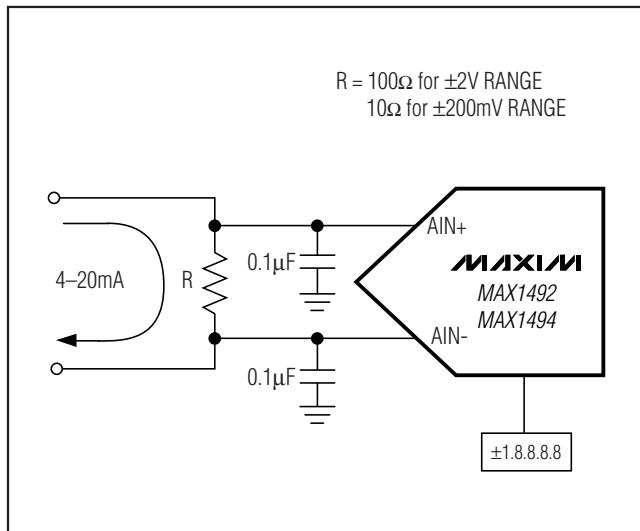 R = 100Ω for ±2V RANGE
10Ω for ±200mV RANGE
AIN+
0.1µF
MAXIM
4–20mA
R
MAX1492
MAX1494
AIN-
0.1µF
±1.8.8.8.8